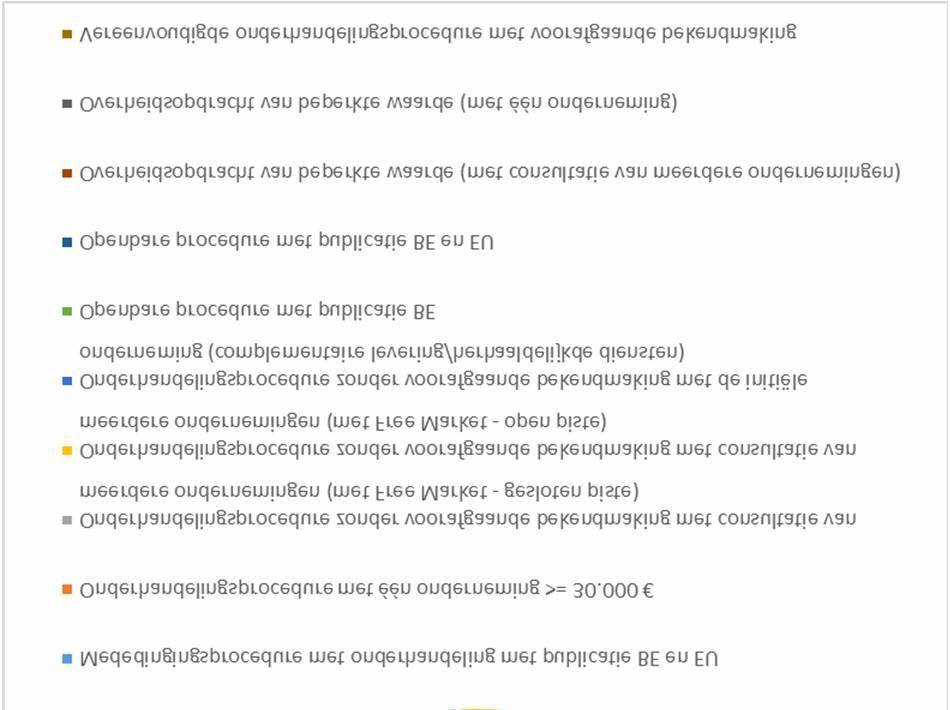 Mededingingsprocedure met onderhandeling met publicatie BE en EU
Onderhandelingsprocedure met één onderneming >= 30.000 €
Onderhandelingsprocedure zonder voorafgaande bekendmaking met consultatie van
meerdere ondernemingen (met Free Market - gesloten piste)
Onderhandelingsprocedure zonder voorafgaande bekendmaking met consultatie van
meerdere ondernemingen (met Free Market - open piste)
Onderhandelingsprocedure zonder voorafgaande bekendmaking met de initiële
onderneming (complementaire levering/herhaaldelijkde diensten)
Openbare procedure met publicatie BE
Openbare procedure met publicatie BE en EU
Overheidsopdracht van beperkte waarde (met consultatie van meerdere ondernemingen)
Overheidsopdracht van beperkte waarde (met één onderneming)
Vereenvoudigde onderhandelingsprocedure met voorafgaande bekendmaking